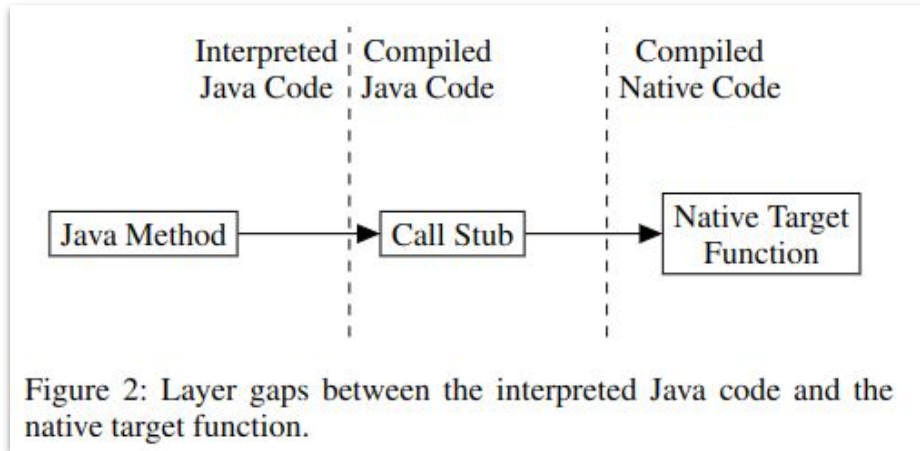 Interpreted
Java Code
Compiled
Java Code
Compiled
Native Code
Java Method
Call Stub
Native Target
Function
Figure 2: Layer gaps between the interpreted Java code and the
native target function.